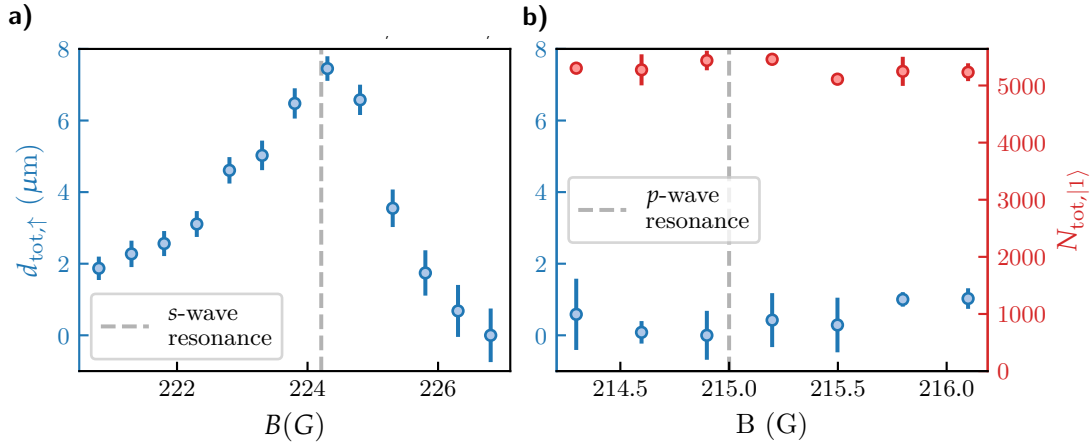 a)
b)
8
6
4
2
0
d_tot,↑ (μm)
s-wave
resonance
222
224
226
B(G)
8
6
4
2
0
p-wave
resonance
214.5
215.0
215.5
216.0
B (G)
5000
4000
3000
2000
1000
0
N_tot,|1⟩